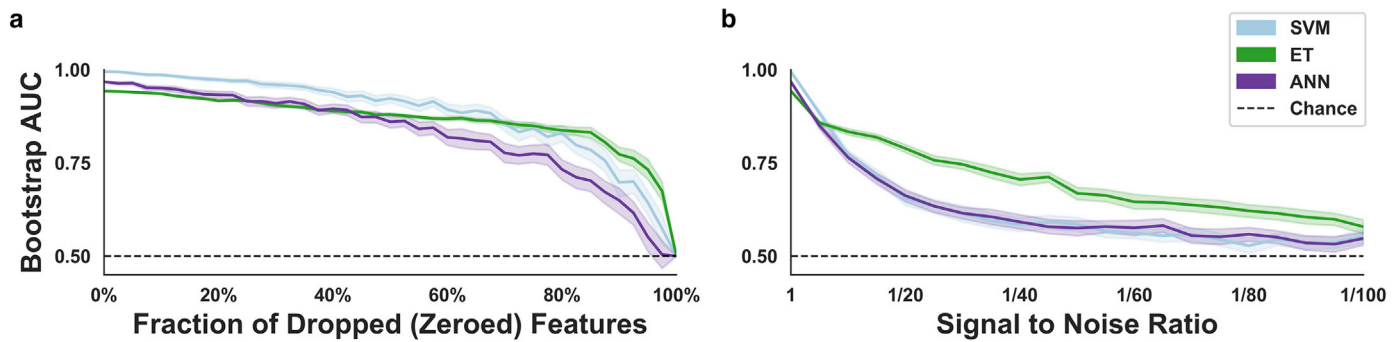 a
Bootstrap AUC
1.00
0.75
0.50
0%
20%
40%
60%
80%
100%
Fraction of Dropped (Zeroed) Features
b
SVM
ET
ANN
Chance
1.00
0.75
0.50
1
1/20
1/40
1/60
1/80
1/100
Signal to Noise Ratio